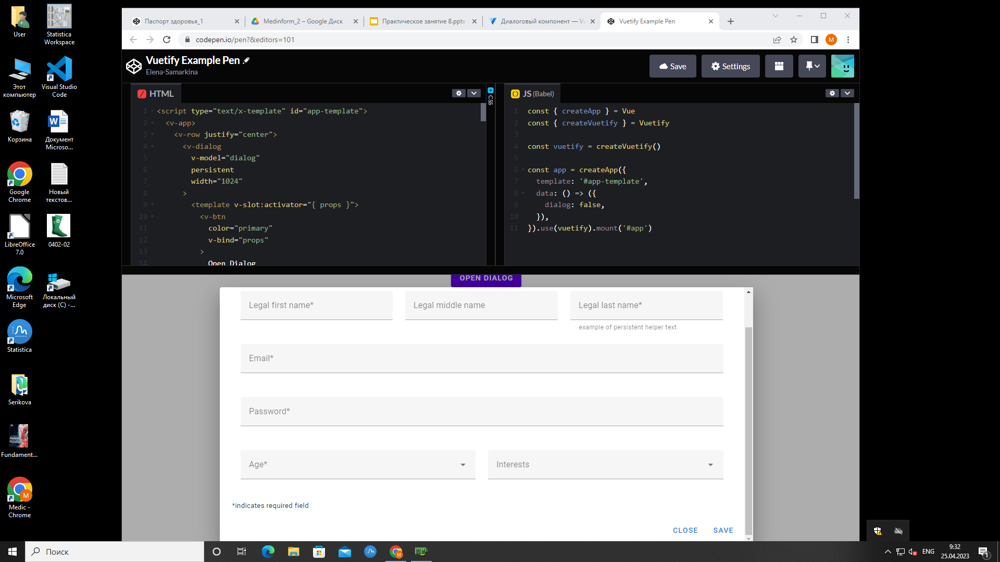 User
Statistica Workspace
Этот компьютер
Visual Studio Code
Корзина
Документ Microso...
Google Chrome
Новый текстов...
LibreOffice 7.0
0402-02
Microsoft Edge
Локальный диск (C) -...
Statistica
Serikova
Fundament...
Medic - Chrome
Паспорт здоровья_1
Medinform_2 – Google Диск
Практическое занятие 8.pptx
Диалоговый компонент — Vu
Vuetify Example Pen
codepen.io/pen?&editors=101
M
Vuetify Example Pen
Elena-Samarkina
Save
Settings
HTML
CSS
JS (Babel)
1 <script type="text/x-template" id="app-template">
2 <v-app>
3 <v-row justify="center">
4 <v-dialog
5 v-model="dialog"
6 persistent
7 width="1024"
8 >
9 <template v-slot:activator="{ props }">
10 <v-btn
11 color="primary"
12 v-bind="props"
13 >
14 Open Dialog
1 const { createApp } = Vue
2 const { createVuetify } = Vuetify
3
4 const vuetify = createVuetify()
5
6 const app = createApp({
7 template: '#app-template',
8 data: () => ({
9 dialog: false,
10 }),
11 }).use(vuetify).mount('#app')
OPEN DIALOG
Legal first name*
Legal middle name
Legal last name*
example of persistent helper text
Email*
Password*
Age*
Interests
*indicates required field
CLOSE
SAVE
Поиск
ENG
9:32
25.04.2023
1